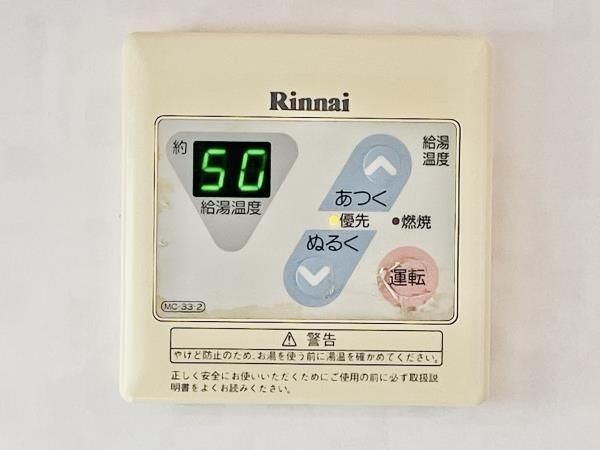 Rinnai
約
50
給湯温度
あつく
給湯
温度
優先
燃焼
ぬるく
運転
MC-33-2
⚠ 警告
やけど防止のため、お湯を使う前に湯温を確かめてください。
正しく安全にお使いいただくためにご使用の前に必ず取扱説
明書をよくお読みください。